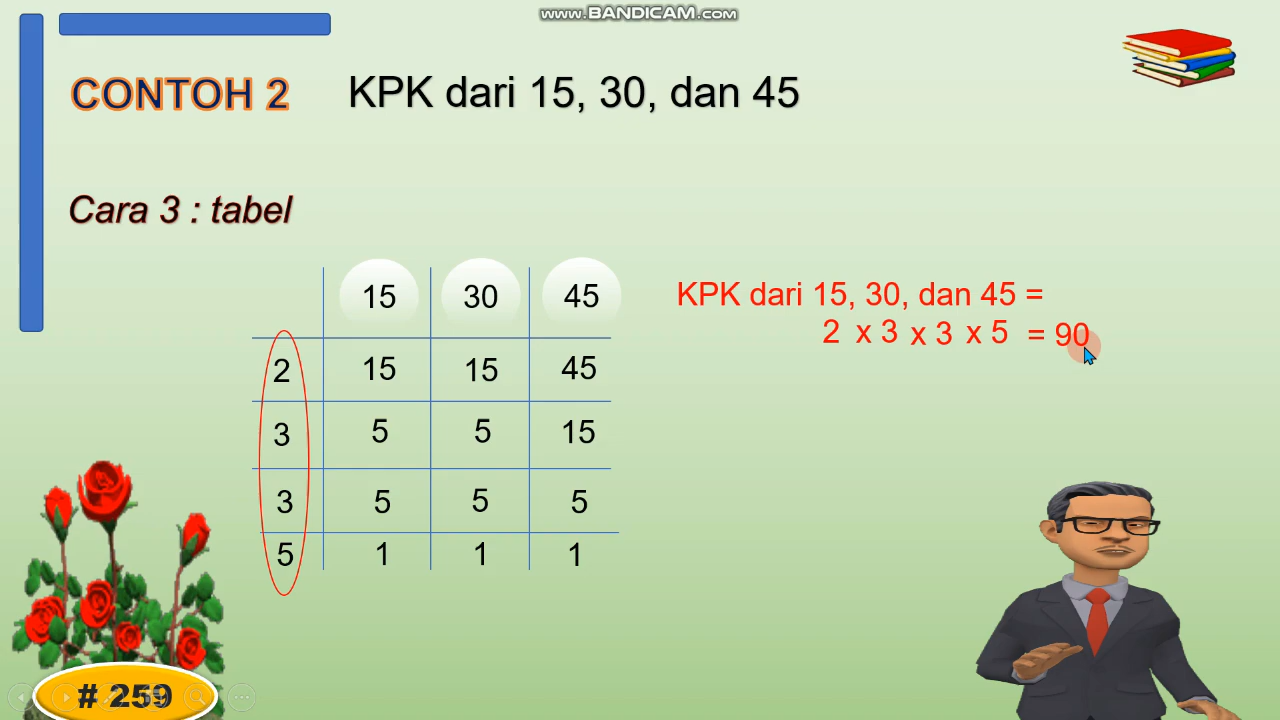 www.BANDICAM.com
CONTOH 2 KPK dari 15, 30, dan 45
Cara 3 : tabel
15 30 45
2 15 15 45
3 5 5 15
3 5 5 5
5 1 1 1
KPK dari 15, 30, dan 45 =
2 x 3 x 3 x 5 = 90
# 259